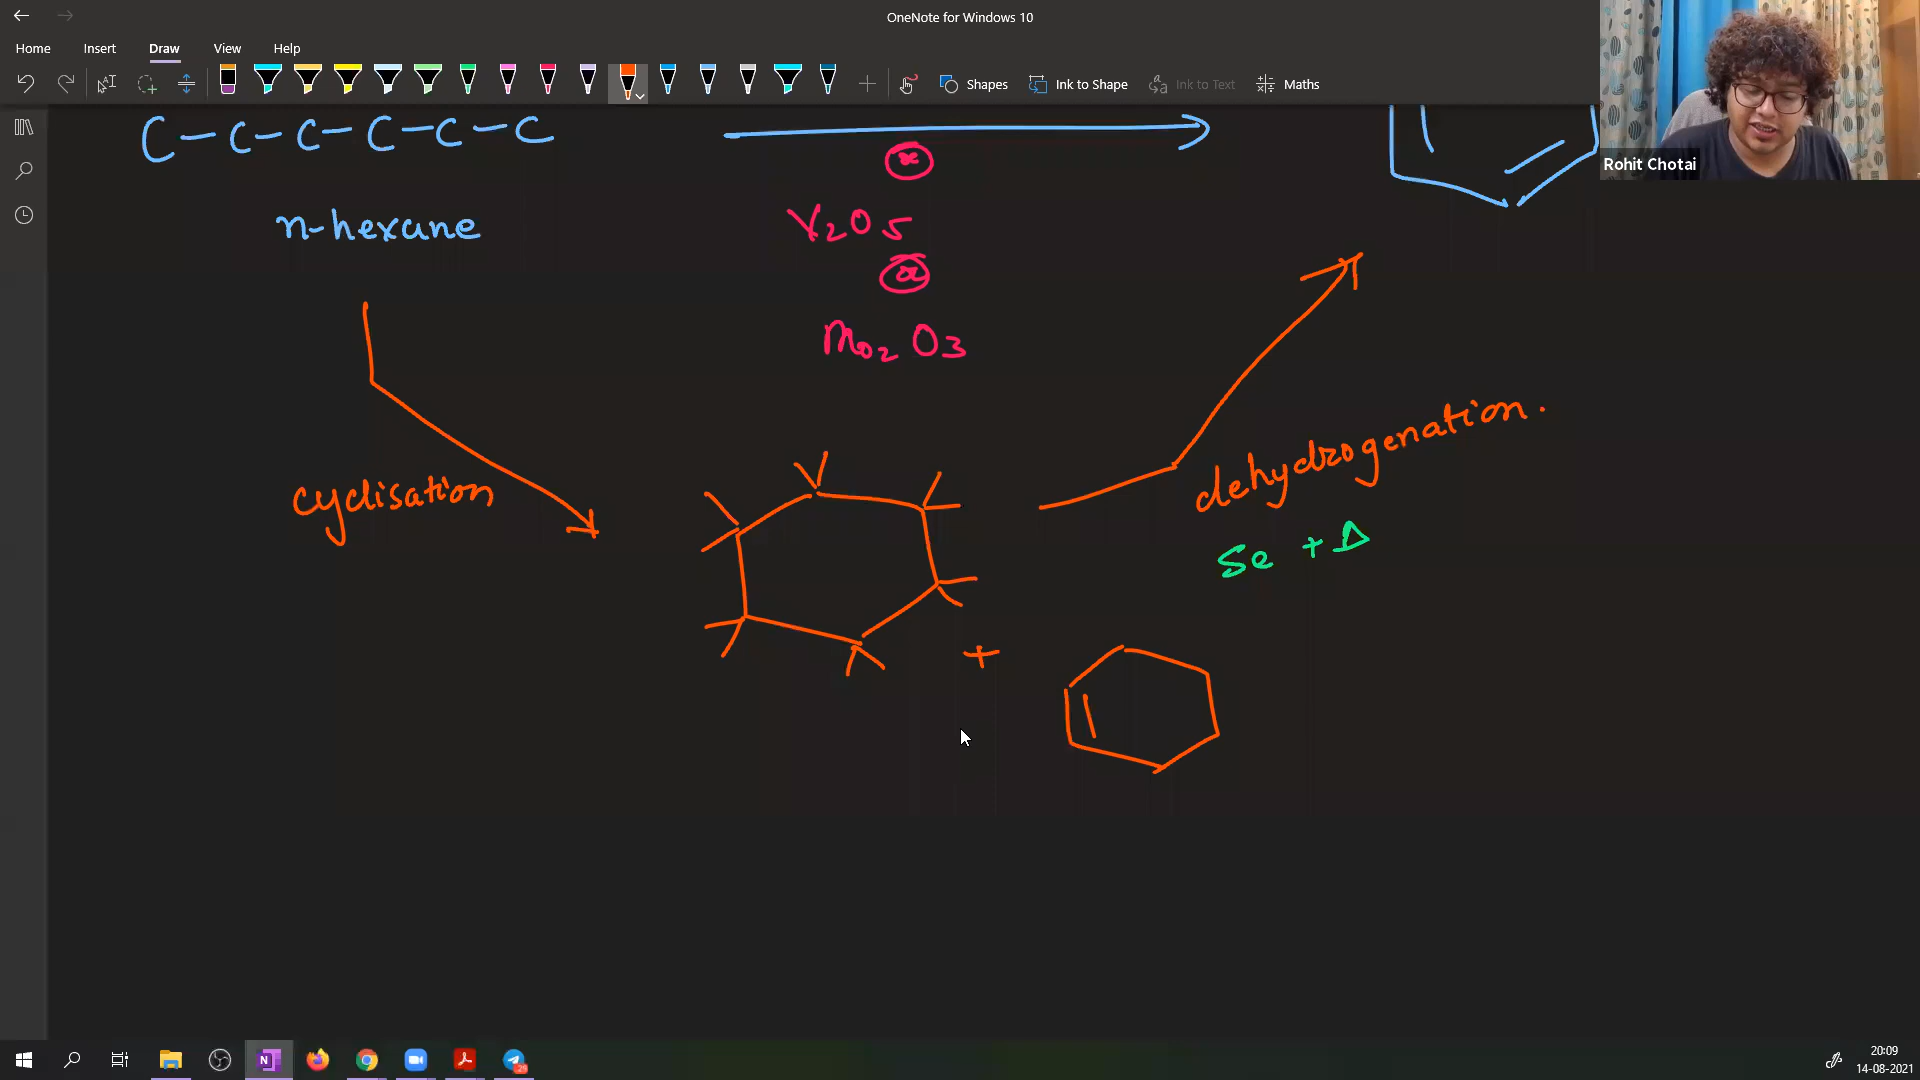 OneNote for Windows 10
Home Insert Draw View Help
Shapes Ink to Shape Ink to Text Maths
Rohit Chotai
C-C-C-C-C-C
n-hexane
V2O5
Mo2O3
cyclisation
dehydrogenation.
Se + Δ
+
20:09
14-08-2021